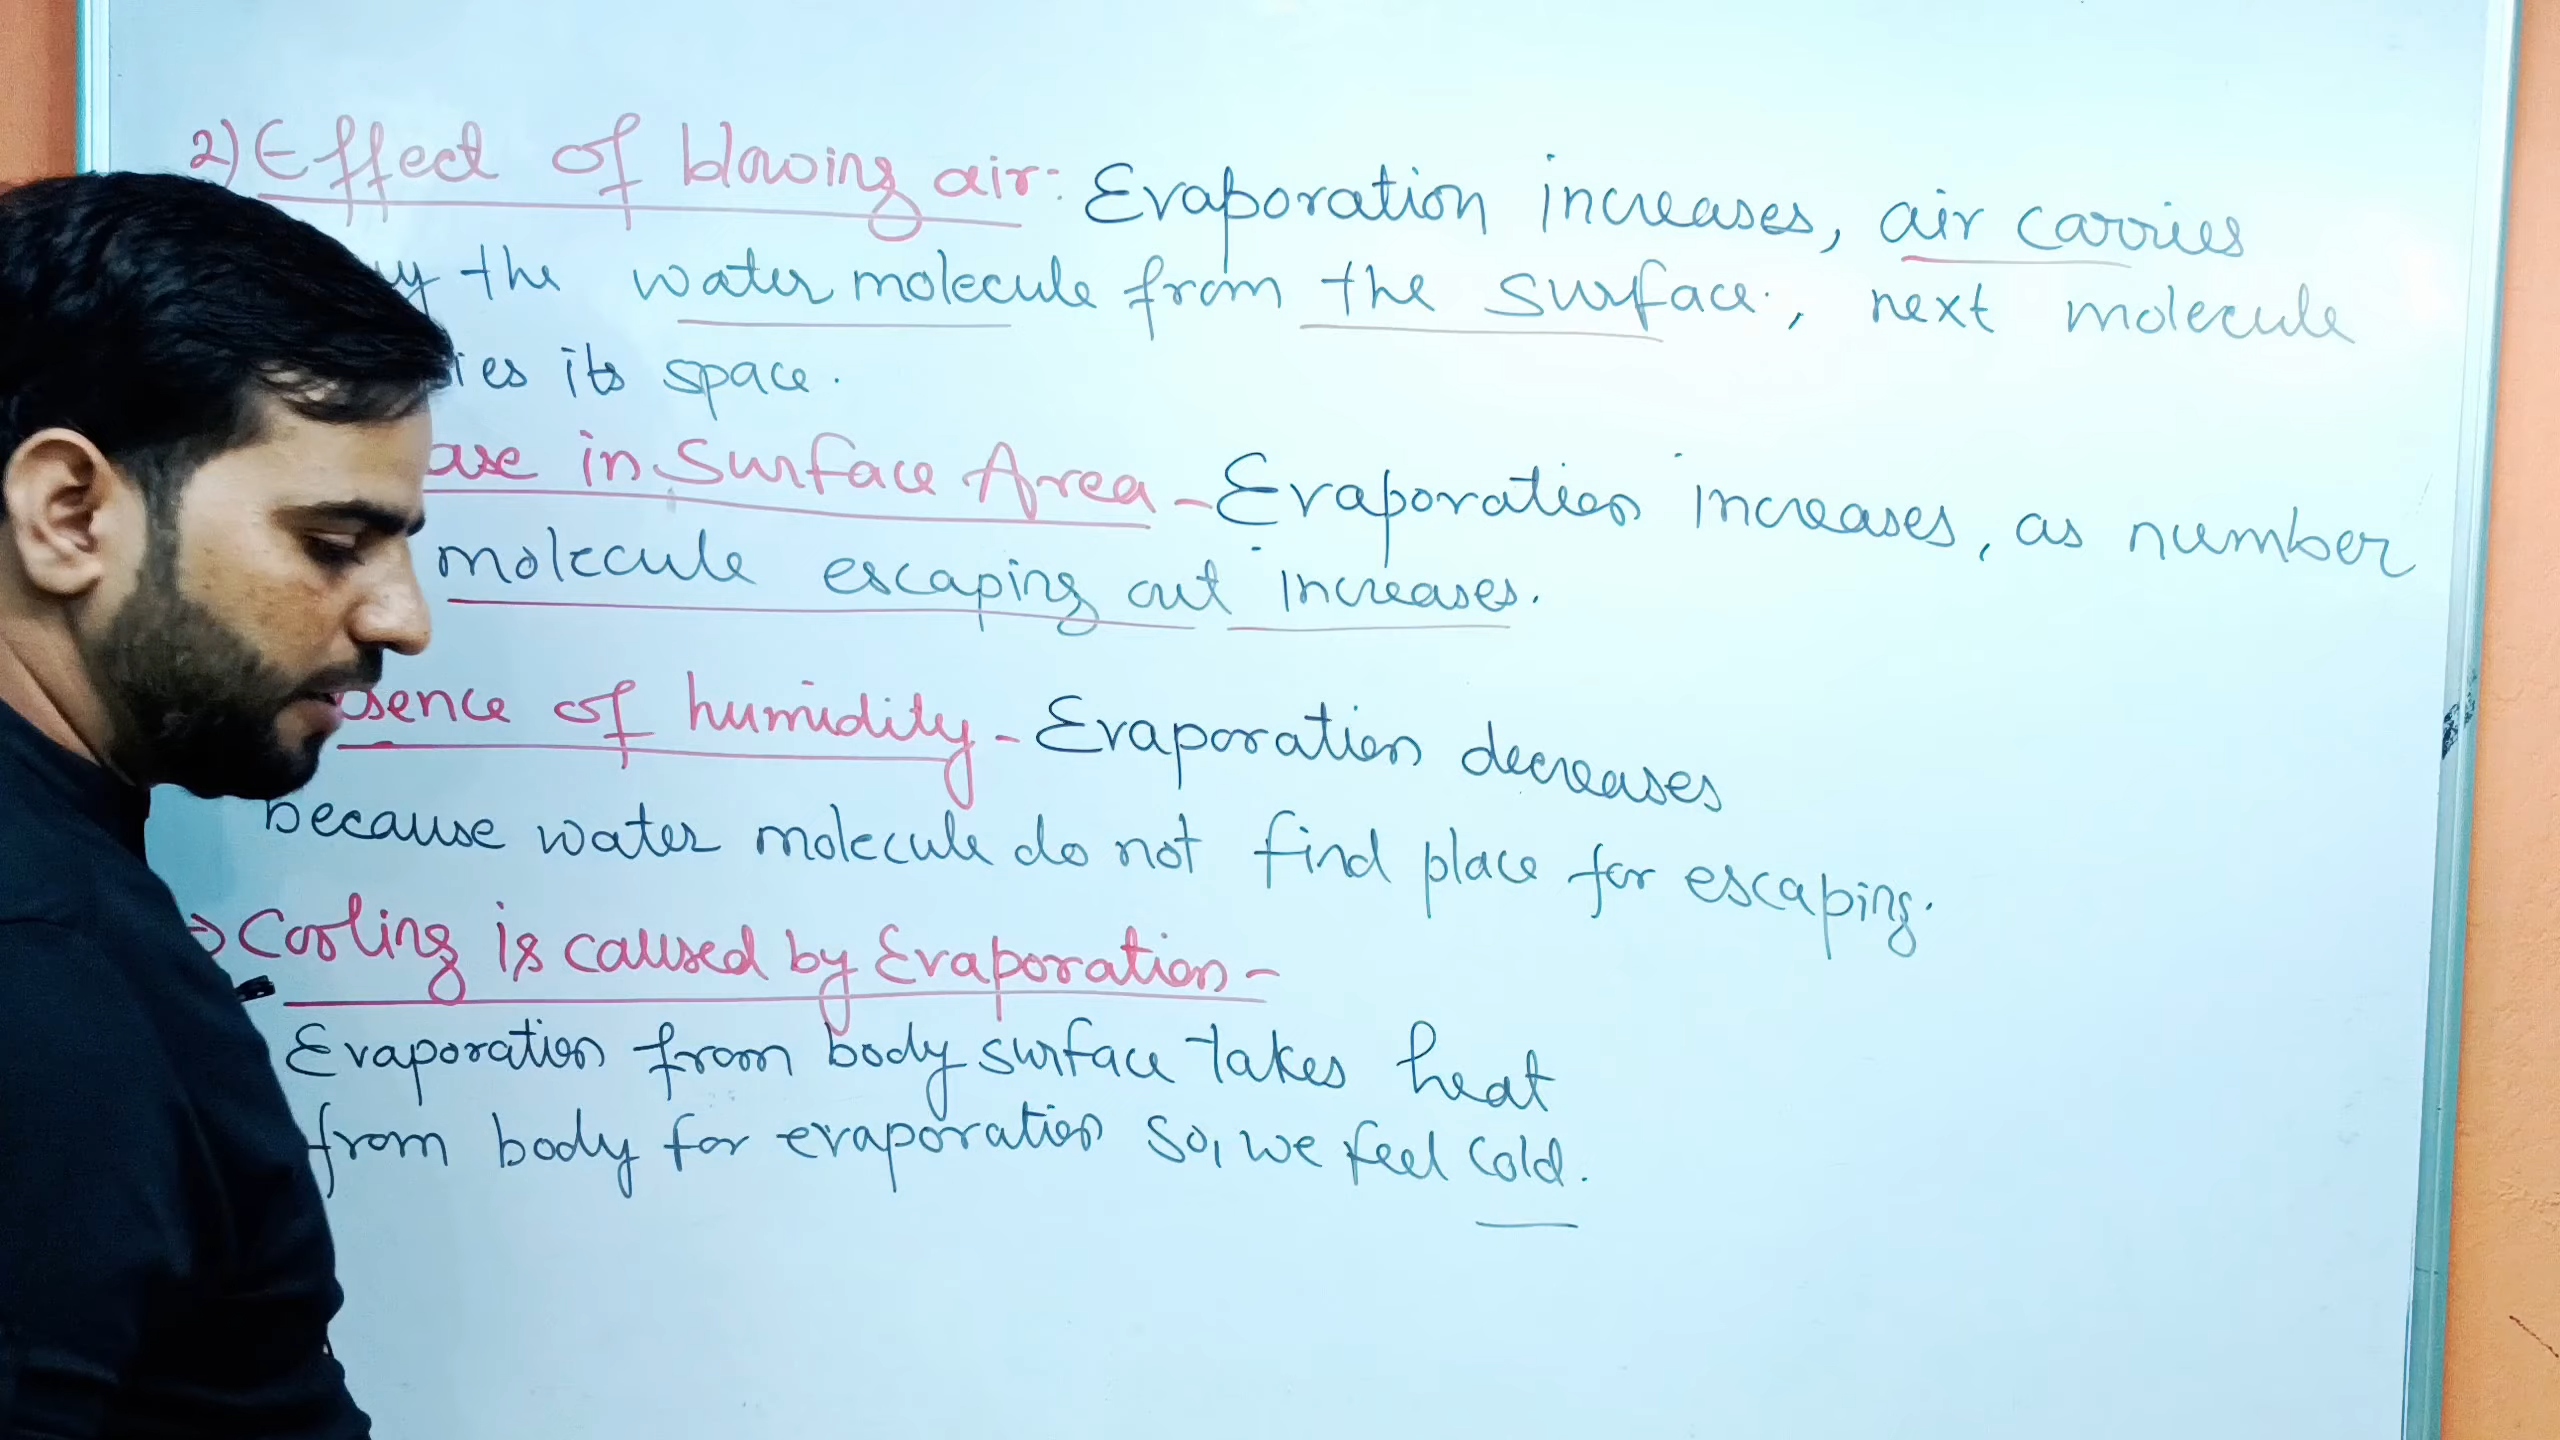 2) Effect of blowing air: Evaporation increases, air carries
the water molecule from the surface, next molecule
its space.
in Surface Area - Evaporation increases, as number
molecule escaping out increases.
of humidity - Evaporation decreases
because water molecule do not find place for escaping.
→ Cooling is caused by Evaporation -
Evaporation from body surface takes heat
from body for evaporation so, we feel cold.